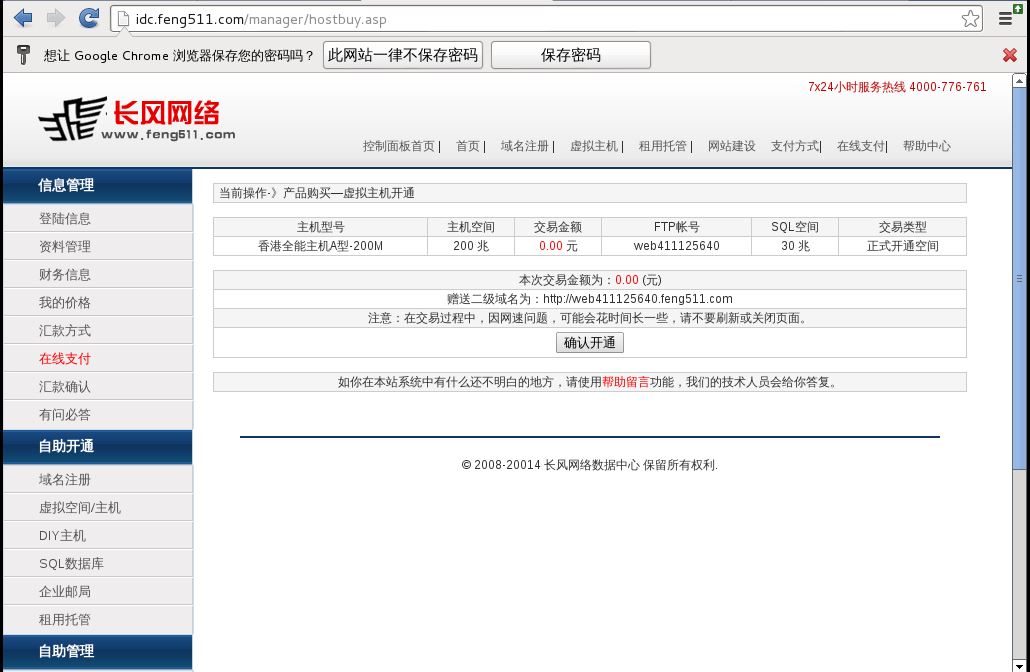 idc.feng511.com/manager/hostbuy.asp
想让 Google Chrome 浏览器保存您的密码吗？ 此网站一律不保存密码 保存密码
7x24小时服务热线 4000-776-761
长风网络
www.feng511.com
控制面板首页 | 首页 | 域名注册 | 虚拟主机 | 租用托管 | 网站建设 支付方式| 在线支付| 帮助中心
信息管理
登陆信息
资料管理
财务信息
我的价格
汇款方式
在线支付
汇款确认
有问必答
自助开通
域名注册
虚拟空间/主机
DIY主机
SQL数据库
企业邮局
租用托管
自助管理
当前操作-》产品购买—虚拟主机开通
主机型号 主机空间 交易金额 FTP帐号 SQL空间 交易类型
香港全能主机A型-200M 200 兆 0.00 元 web411125640 30 兆 正式开通空间
本次交易金额为：0.00 (元)
赠送二级域名为：http://web411125640.feng511.com
注意：在交易过程中，因网速问题，可能会花时间长一些，请不要刷新或关闭页面。
确认开通
如你在本站系统中有什么还不明白的地方，请使用帮助留言功能，我们的技术人员会给你答复。
© 2008-20014 长风网络数据中心 保留所有权利.